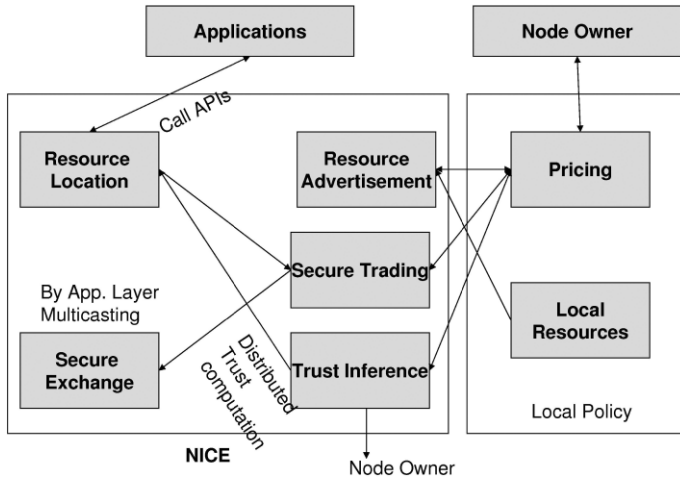 Applications
Node Owner
Call APIs
Resource
Location
Resource
Advertisement
Pricing
Secure Trading
By App. Layer
Multicasting
Local
Resources
Secure
Exchange
Distributed
Trust
computation
Trust Inference
Local Policy
NICE
Node Owner